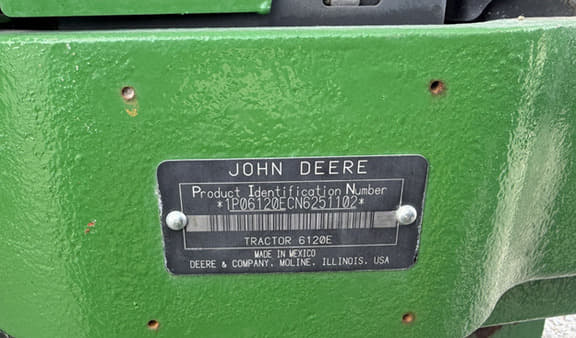 JOHN DEERE
Product Identification Number
*1P06120ECN6251102*
TRACTOR 6120E
MADE IN MEXICO
DEERE & COMPANY, MOLINE, ILLINOIS, USA